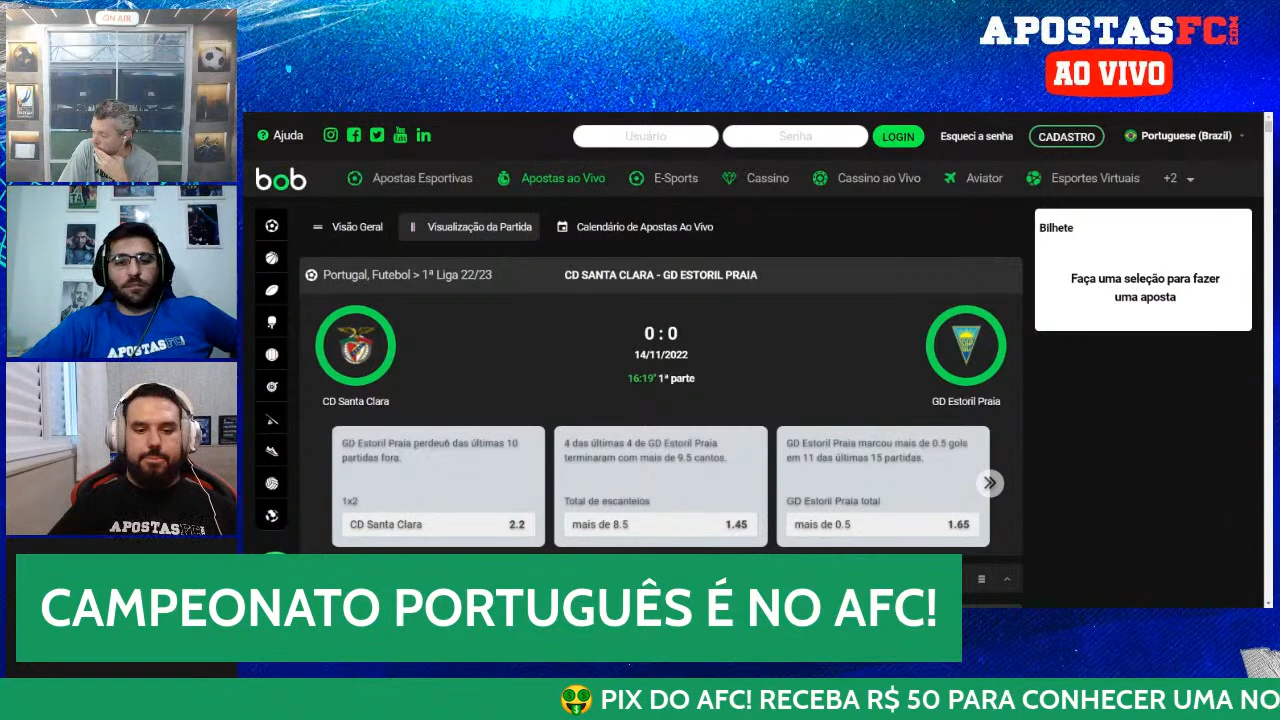 ON AIR
APOSTASFC.COM
AO VIVO
Ajuda
Usuário
Senha
LOGIN
Esqueci a senha
CADASTRO
Portuguese (Brazil)
bob
Apostas Esportivas
Apostas ao Vivo
E-Sports
Cassino
Cassino ao Vivo
Aviator
Esportes Virtuais
+2
Visão Geral
Visualização da Partida
Calendário de Apostas Ao Vivo
Bilhete
Faça uma seleção para fazer
uma aposta
Portugal, Futebol > 1ª Liga 22/23
CD SANTA CLARA - GD ESTORIL PRAIA
0 : 0
14/11/2022
16:19' 1ª parte
CD Santa Clara
GD Estoril Praia
GD Estoril Praia perdeu6 das últimas 10
partidas fora.
1x2
CD Santa Clara 2.2
4 das últimas 4 de GD Estoril Praia
terminaram com mais de 9.5 cantos.
Total de escanteios
mais de 8.5 1.45
GD Estoril Praia marcou mais de 0.5 gols
em 11 das últimas 15 partidas.
GD Estoril Praia total
mais de 0.5 1.65
APOSTASFC!
APOSTASFC
CAMPEONATO PORTUGUÊS É NO AFC!
🤑 PIX DO AFC! RECEBA R$ 50 PARA CONHECER UMA NO